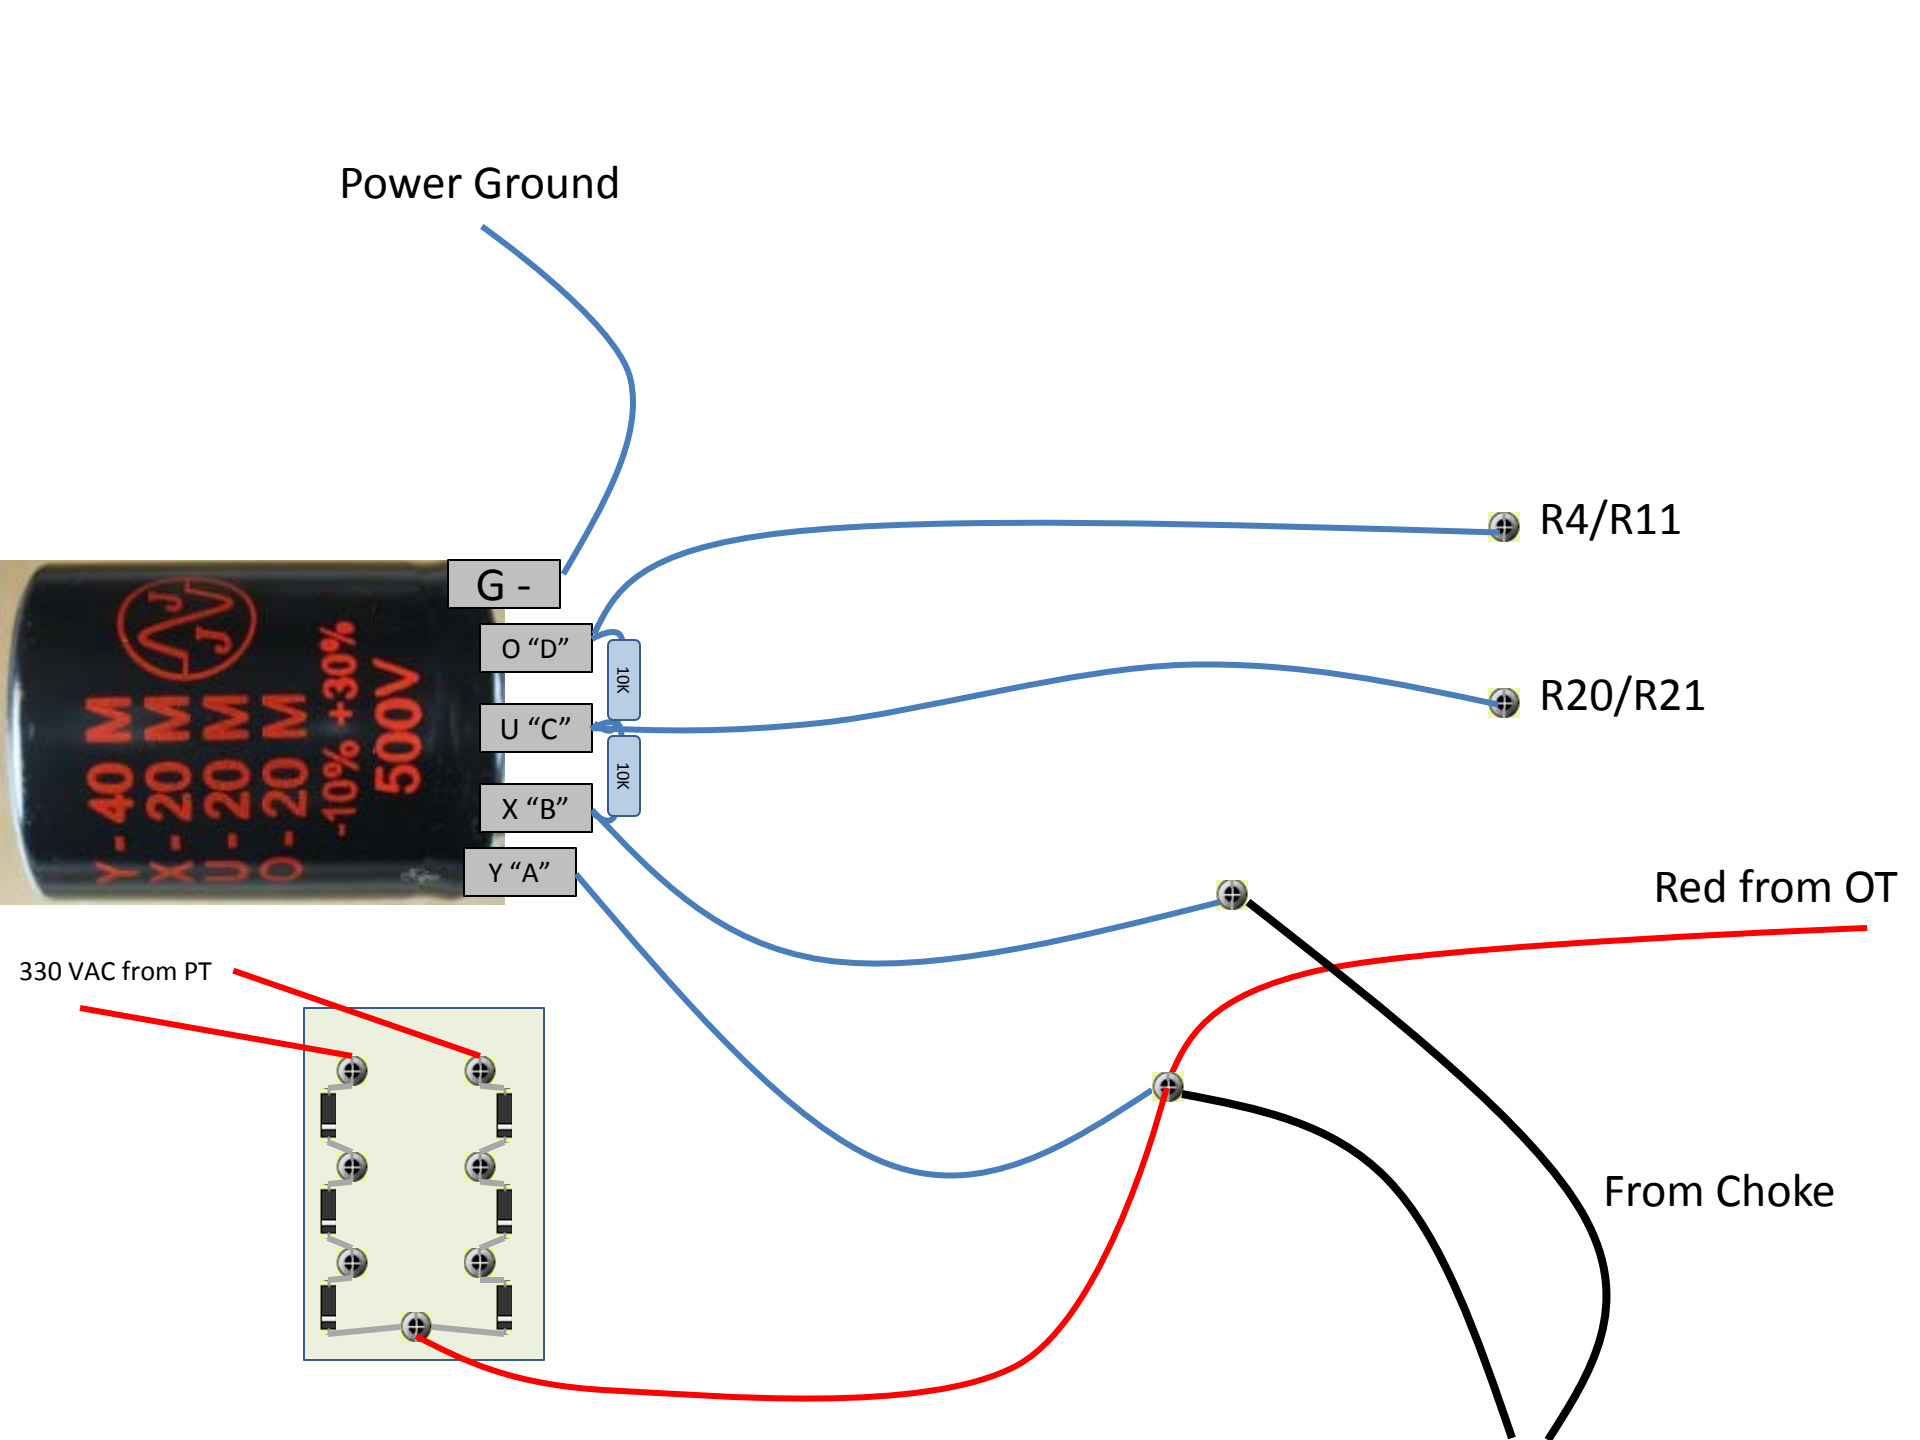 Power Ground
R4/R11
G -
O “D”
10K
U “C”
R20/R21
10K
X “B”
Y “A”
JJ
Y - 40 M
X - 20 M
U - 20 M
O - 20 M
-10% +30%
500V
Red from OT
330 VAC from PT
From Choke